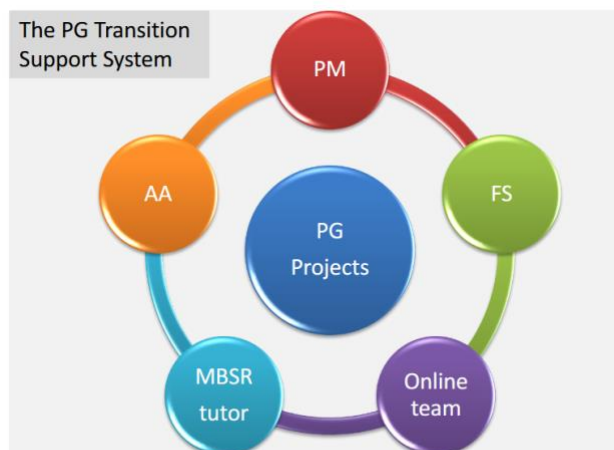 The PG Transition
Support System
PM
AA
FS
PG
Projects
MBSR
tutor
Online
team